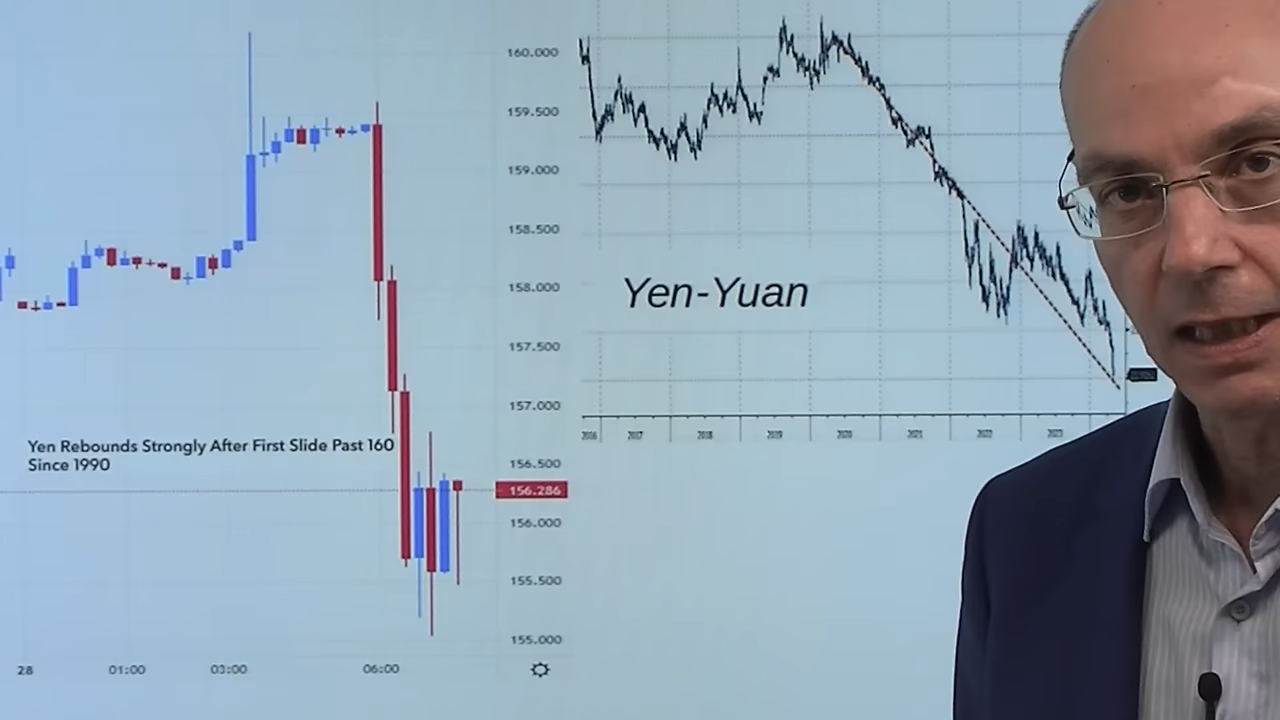 160.000
159.500
159.000
158.500
158.000
157.500
157.000
156.500
156.286
156.000
155.500
155.000
Yen Rebounds Strongly After First Slide Past 160
Since 1990
28 01:00 03:00 06:00
Yen-Yuan
2016 2017 2018 2019 2020 2021 2022 2023